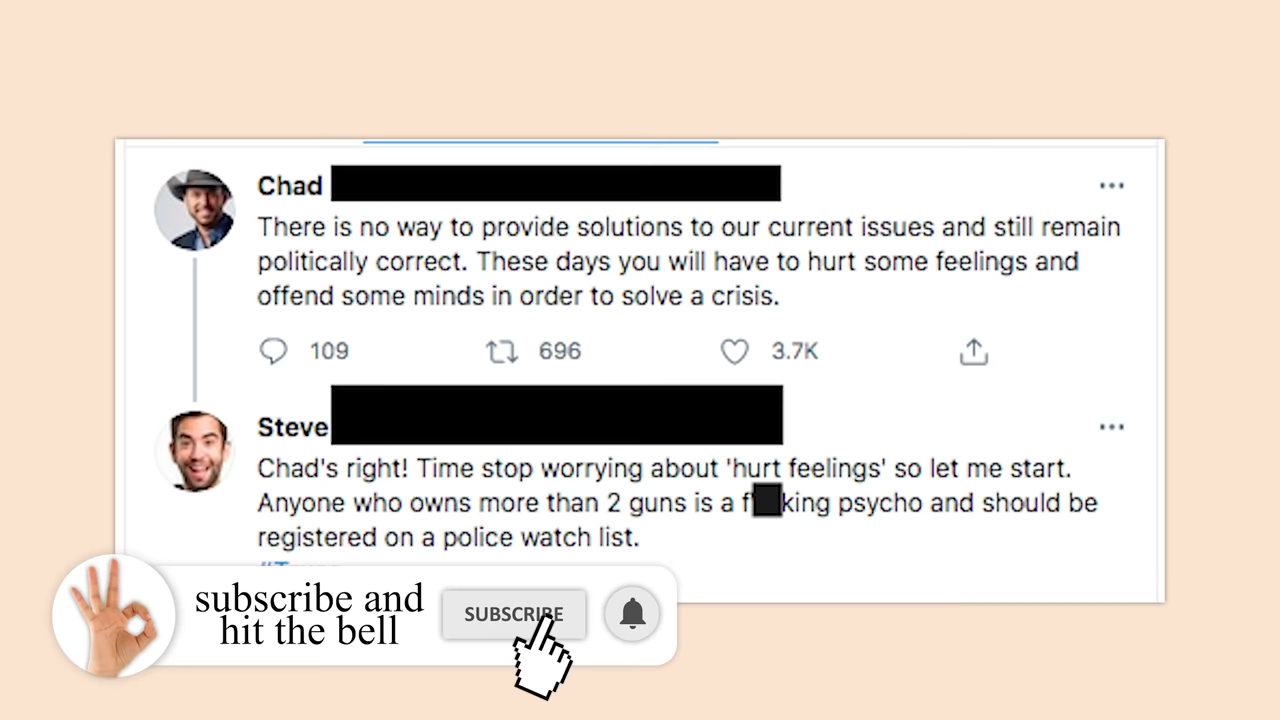 Chad
There is no way to provide solutions to our current issues and still remain
politically correct. These days you will have to hurt some feelings and
offend some minds in order to solve a crisis.
109 696 3.7K
Steve
Chad's right! Time stop worrying about 'hurt feelings' so let me start.
Anyone who owns more than 2 guns is a f king psycho and should be
registered on a police watch list.
subscribe and
hit the bell
SUBSCRIBE